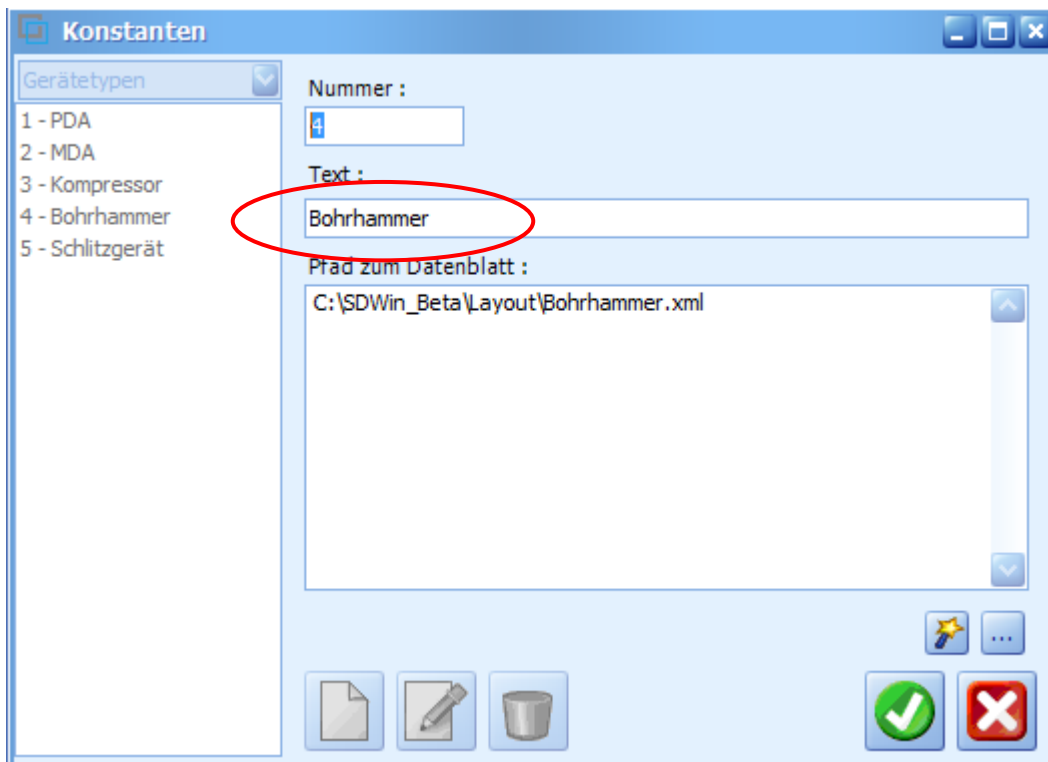 Konstanten
Gerätetypen
1 - PDA
2 - MDA
3 - Kompressor
4 - Bohrhammer
5 - Schlitzgerät
Nummer :
4
Text :
Bohrhammer
Pfad zum Datenblatt :
C:\SDWin_Beta\Layout\Bohrhammer.xml
...